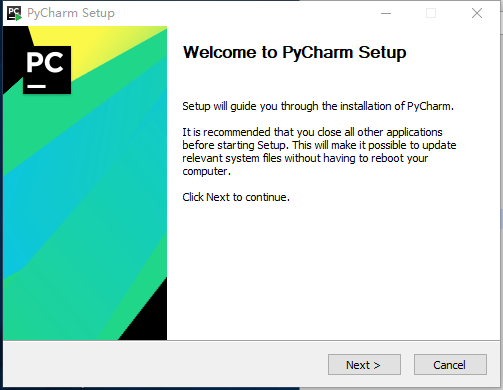 PyCharm Setup
PC
Welcome to PyCharm Setup
Setup will guide you through the installation of PyCharm.
It is recommended that you close all other applications
before starting Setup. This will make it possible to update
relevant system files without having to reboot your
computer.
Click Next to continue.
Next >
Cancel